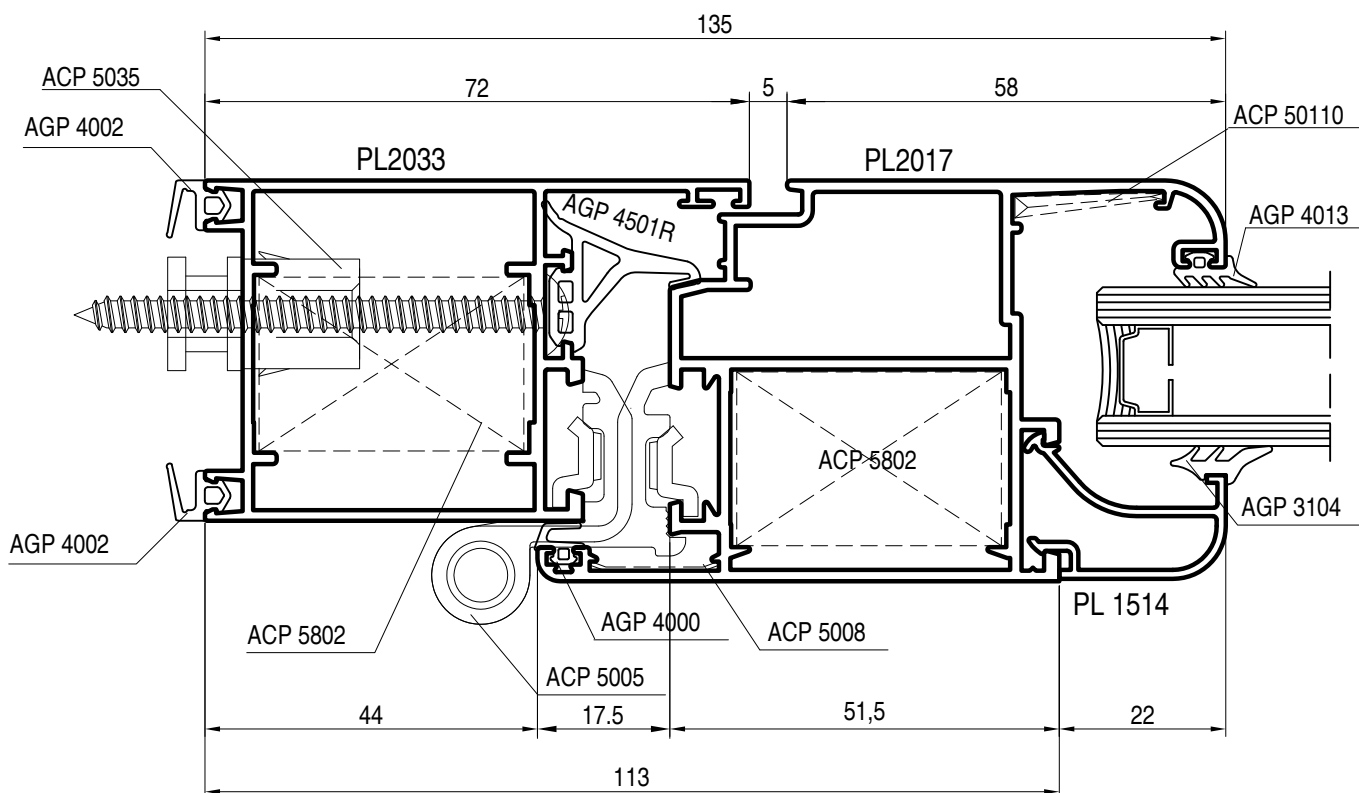 135
ACP 5035
72
5
58
ACP 50110
AGP 4002
PL2033
PL2017
AGP 4501R
AGP 4013
ACP 5802
AGP 3104
AGP 4002
PL 1514
AGP 4000
ACP 5008
ACP 5802
ACP 5005
44
17.5
51,5
22
113